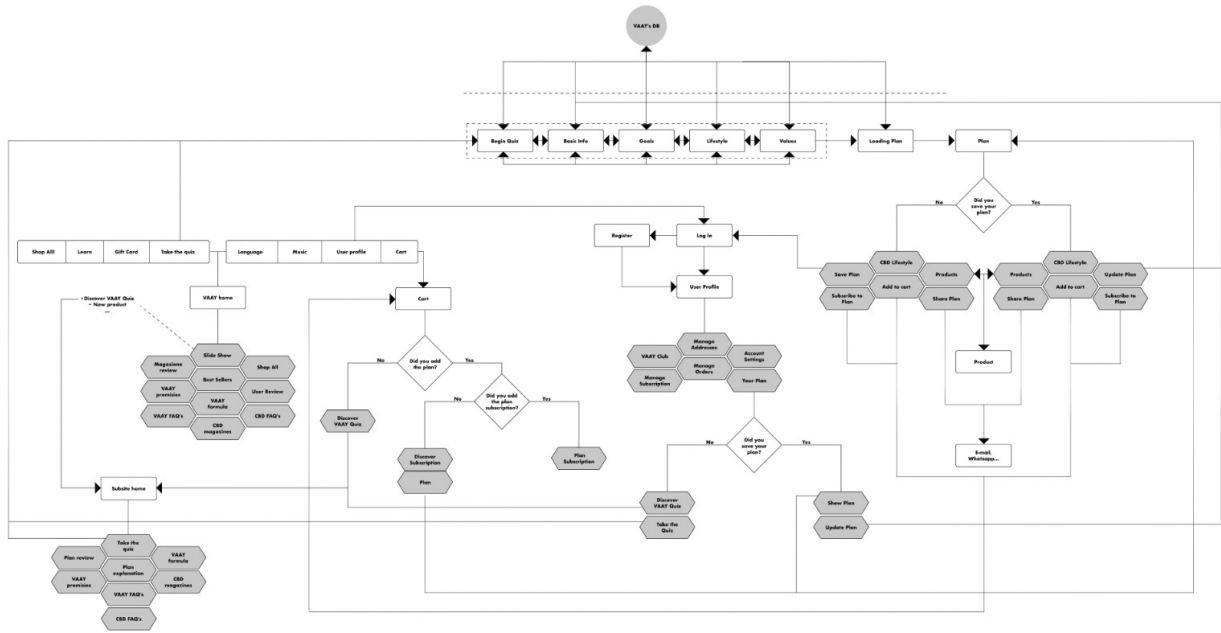 VAAY's DB
Begin Quiz
Basic Info
Goals
Lifestyle
Values
Loading Plan
Plan
Did you
save your
plan?
No
Yes
Shop Alll
Learn
Gift Card
Take the quiz
Language
Music
User profile
Cart
Register
Log In
User Profile
Save Plan
Subscribe to
Plan
CBD Lifestyle
Add to cart
Products
Share Plan
Products
Share Plan
CBD Lifestyle
Add to cart
Update Plan
Subscribe to
Plan
•Discover VAAY Quiz
• New product
...
VAAY home
Cart
Slide Show
Magaziene
review
Shop All
Best Sellers
VAAY
promisies
User Review
VAAY
formula
VAAY FAQ's
CBD FAQ's
CBD
magazines
Did you add
the plan?
No
Yes
Did you add
the plan
subscription?
No
Yes
Discover
VAAY Quiz
Discover
Subscription
Plan
Plan
Subscription
VAAY Club
Manage
Addresses
Account
Settings
Manage
Subscription
Manage
Orders
Your Plan
Did you
save your
plan?
No
Yes
Discover
VAAY Quiz
Take the
Quiz
Show Plan
Update Plan
Product
E-mail,
Whatsapp...
Subsite home
Take the
quiz
Plan review
VAAY
formula
Plan
explanation
VAAY
promisies
CBD
magazines
VAAY FAQ's
CBD FAQ's